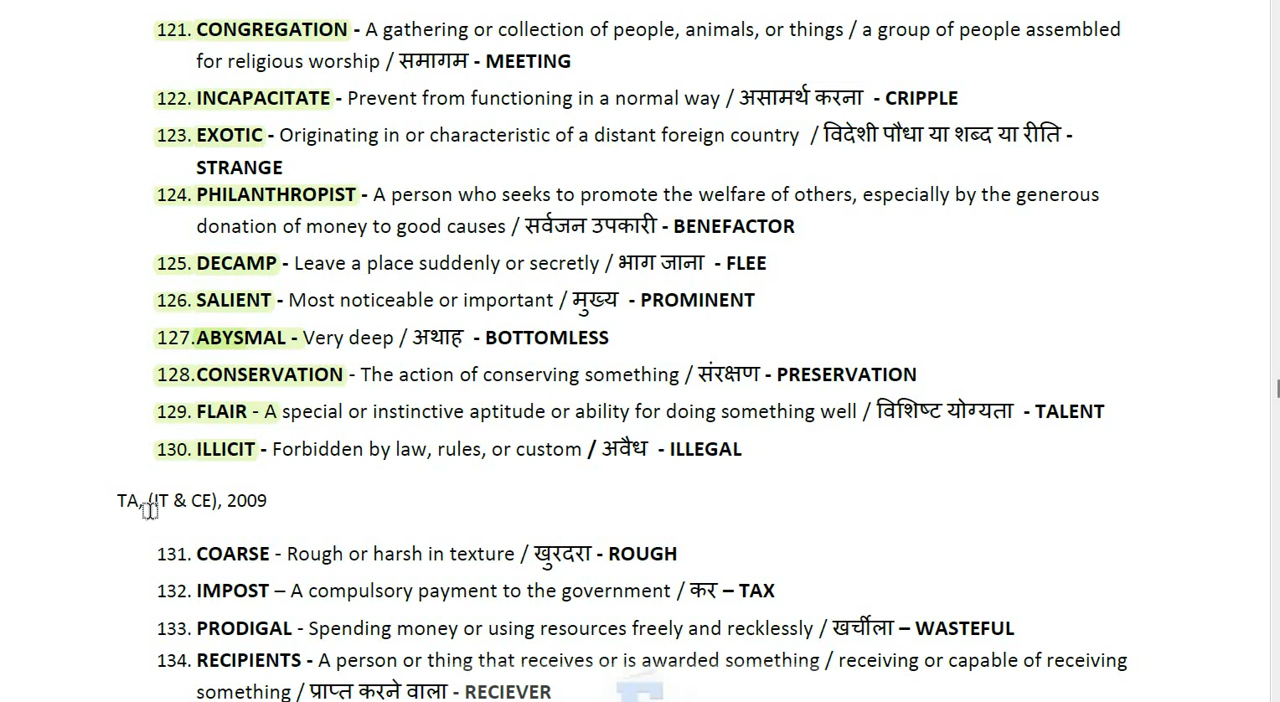 121. CONGREGATION - A gathering or collection of people, animals, or things / a group of people assembled
for religious worship / समागम - MEETING
122. INCAPACITATE - Prevent from functioning in a normal way / असामर्थ करना - CRIPPLE
123. EXOTIC - Originating in or characteristic of a distant foreign country / विदेशी पौधा या शब्द या रीति -
STRANGE
124. PHILANTHROPIST - A person who seeks to promote the welfare of others, especially by the generous
donation of money to good causes / सर्वजन उपकारी - BENEFACTOR
125. DECAMP - Leave a place suddenly or secretly / भाग जाना - FLEE
126. SALIENT - Most noticeable or important / मुख्य - PROMINENT
127. ABYSMAL - Very deep / अथाह - BOTTOMLESS
128. CONSERVATION - The action of conserving something / संरक्षण - PRESERVATION
129. FLAIR - A special or instinctive aptitude or ability for doing something well / विशिष्ट योग्यता - TALENT
130. ILLICIT - Forbidden by law, rules, or custom / अवैध - ILLEGAL
TA, (IT & CE), 2009
131. COARSE - Rough or harsh in texture / खुरदरा - ROUGH
132. IMPOST – A compulsory payment to the government / कर – TAX
133. PRODIGAL - Spending money or using resources freely and recklessly / खर्चीला – WASTEFUL
134. RECIPIENTS - A person or thing that receives or is awarded something / receiving or capable of receiving
something / प्राप्त करने वाला - RECIEVER